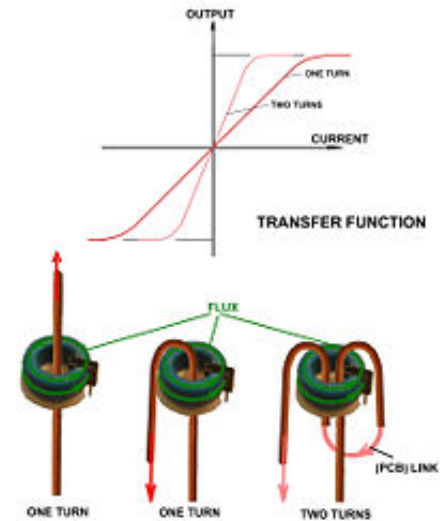 OUTPUT
ONE TURN
TWO TURNS
CURRENT
TRANSFER FUNCTION
FLUX
(PCB) LINK
ONE TURN
ONE TURN
TWO TURNS